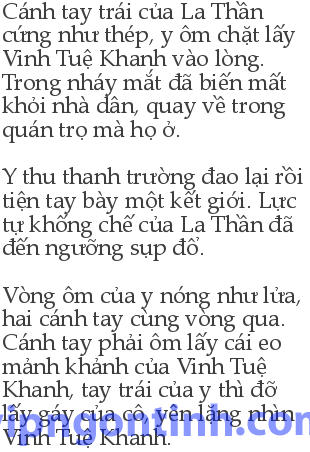 Cánh tay trái của La Thần
cứng như thép, y ôm chặt lấy
Vinh Tuệ Khanh vào lòng.
Trong nháy mắt đã biến mất
khỏi nhà dân, quay về trong
quán trọ mà họ ở.
Y thu thanh trường đao lại rồi
tiện tay bày một kết giới. Lực
tự khống chế của La Thần đã
đến ngưỡng sụp đổ.
Vòng ôm của y nóng như lửa,
hai cánh tay cùng vòng qua.
Cánh tay phải ôm lấy cái eo
mảnh khảnh của Vinh Tuệ
Khanh, tay trái của y thì đỡ
lấy gáy của cô, yên lặng nhìn
Vinh Tuệ Khanh.